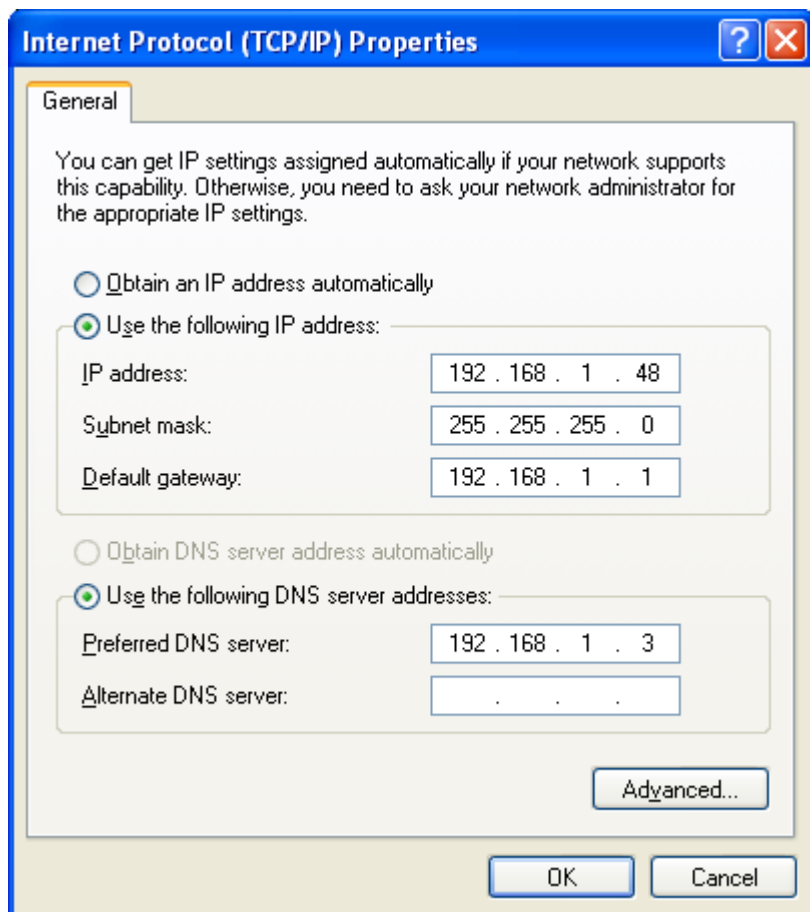 Internet Protocol (TCP/IP) Properties
General
You can get IP settings assigned automatically if your network supports
this capability. Otherwise, you need to ask your network administrator for
the appropriate IP settings.
Obtain an IP address automatically
Use the following IP address:
IP address: 192 . 168 . 1 . 48
Subnet mask: 255 . 255 . 255 . 0
Default gateway: 192 . 168 . 1 . 1
Obtain DNS server address automatically
Use the following DNS server addresses:
Preferred DNS server: 192 . 168 . 1 . 3
Alternate DNS server: . . .
Advanced...
OK Cancel